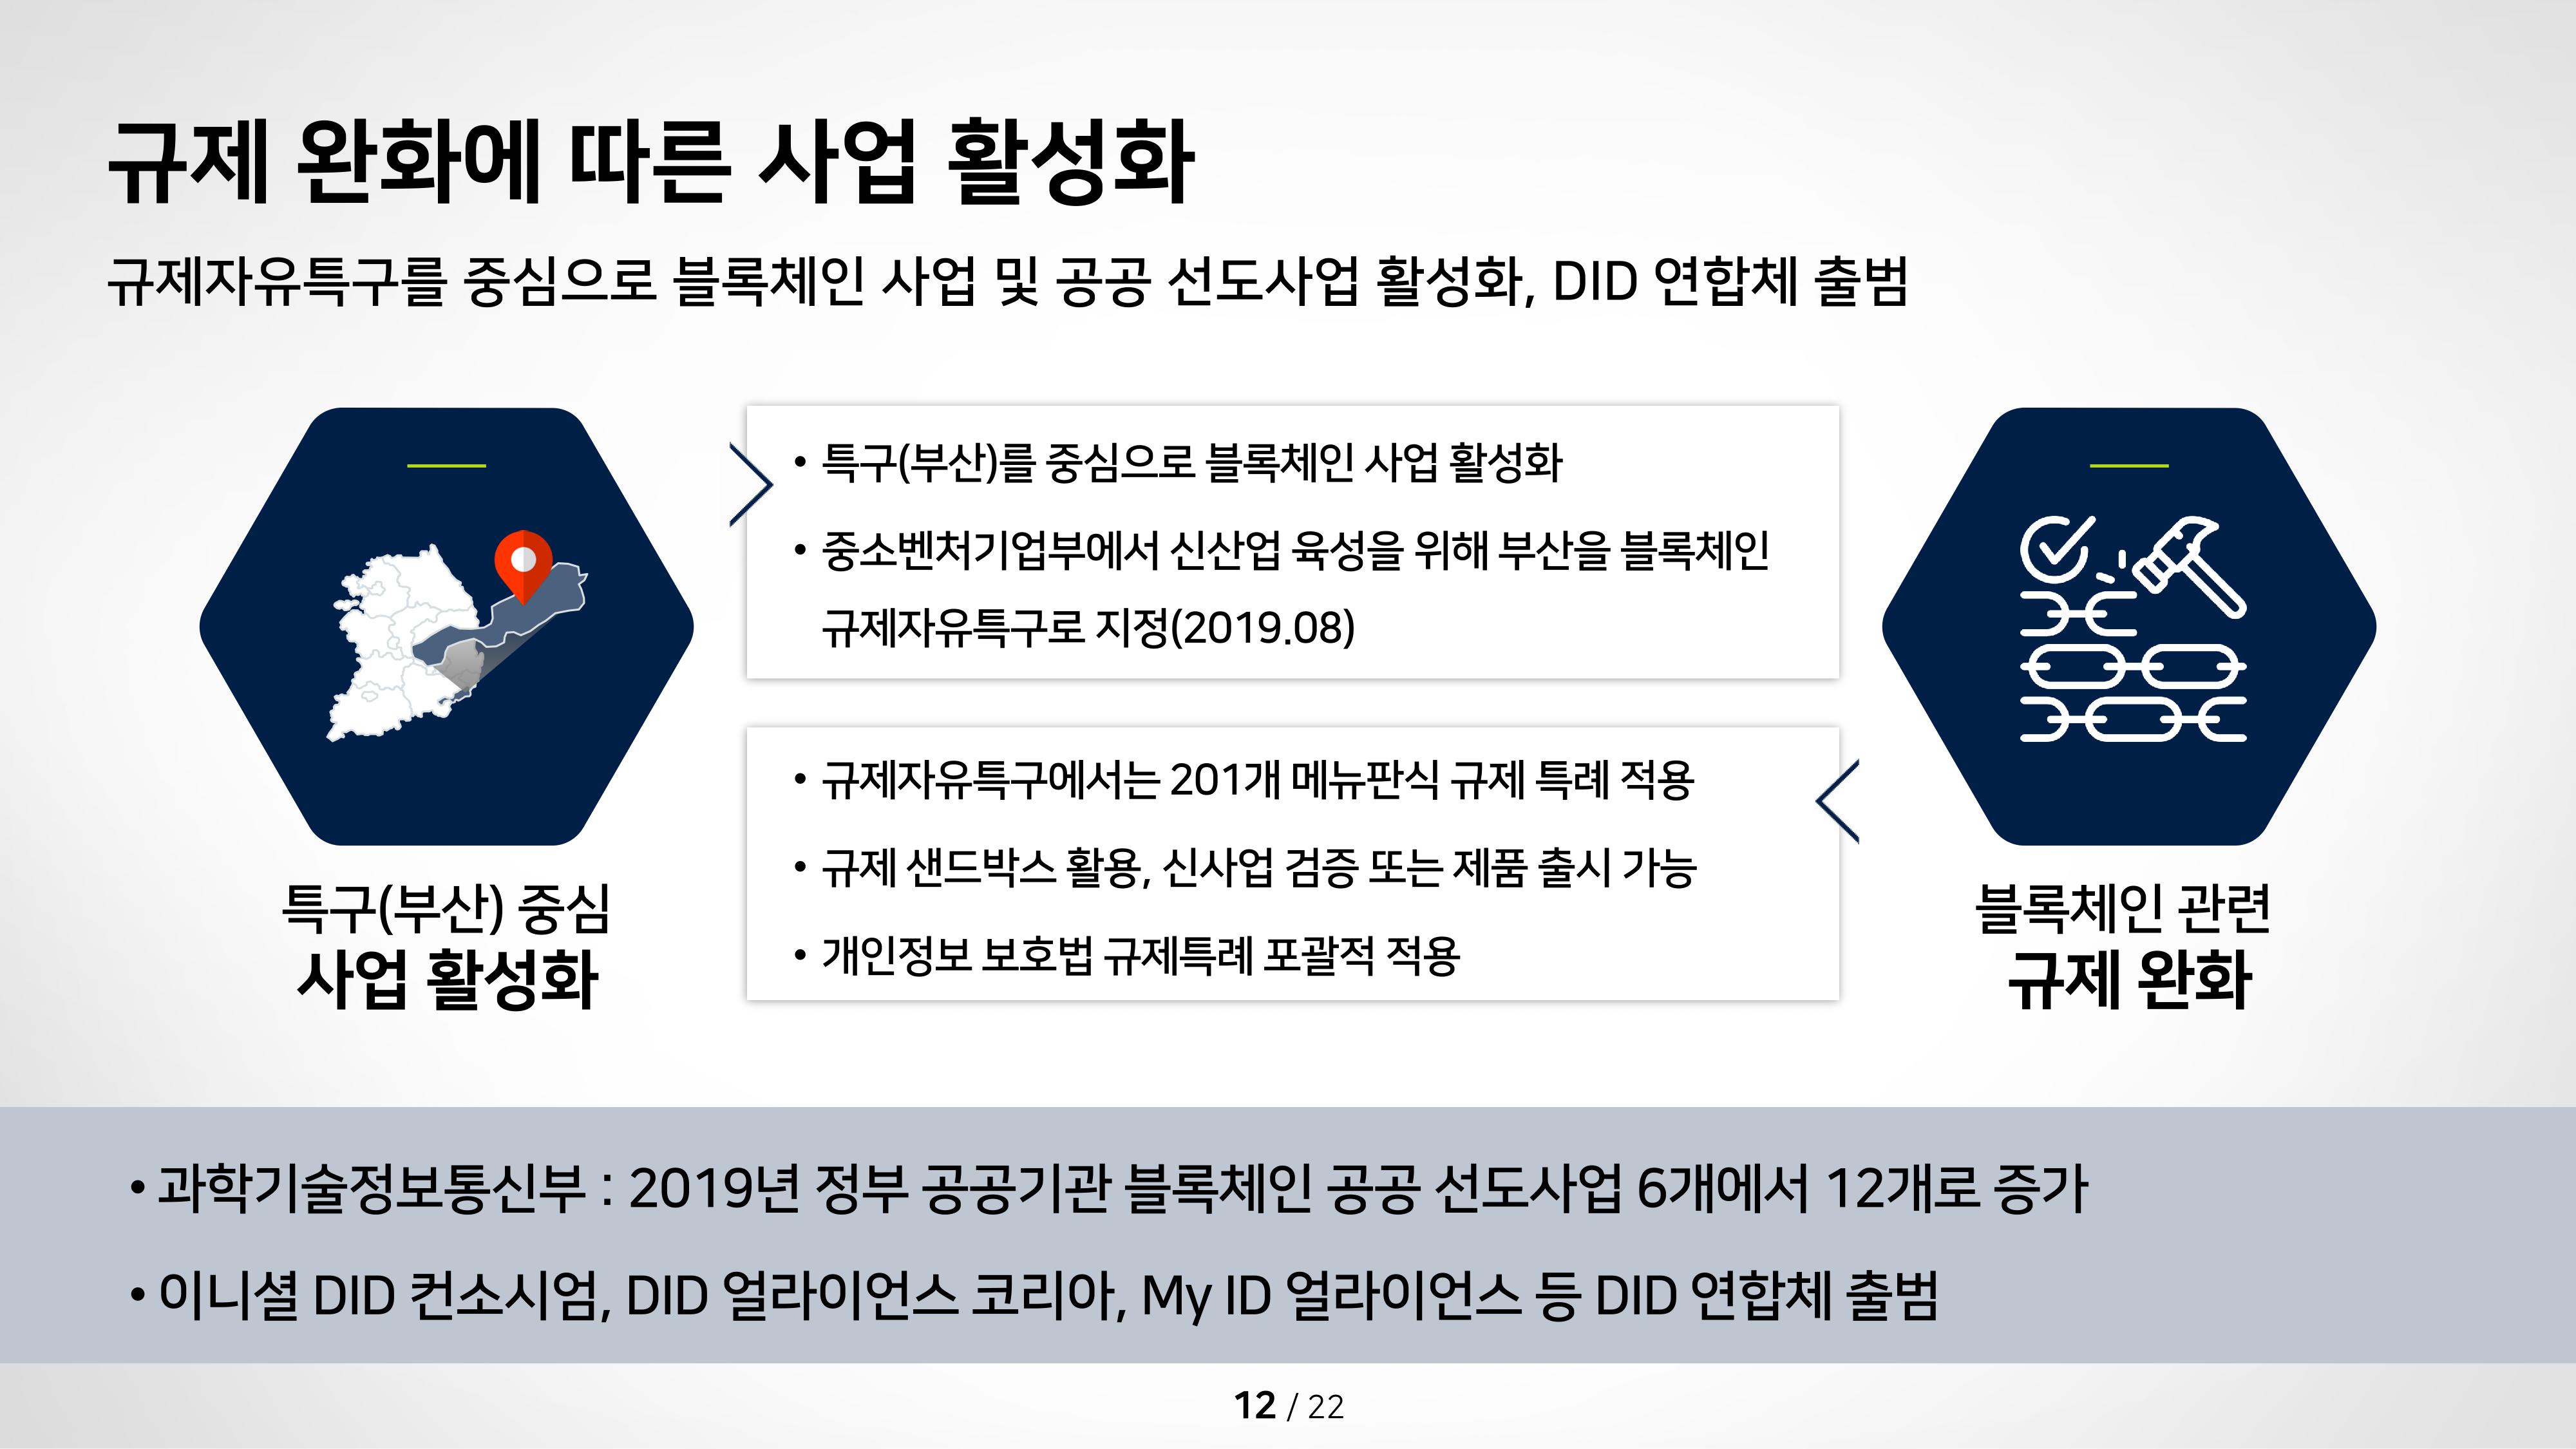 규제 완화에 따른 사업 활성화
규제자유특구를 중심으로 블록체인 사업 및 공공 선도사업 활성화, DID 연합체 출범
• 특구(부산)를 중심으로 블록체인 사업 활성화
• 중소벤처기업부에서 신산업 육성을 위해 부산을 블록체인
규제자유특구로 지정(2019.08)
특구(부산) 중심
사업 활성화
• 규제자유특구에서는 201개 메뉴판식 규제 특례 적용
• 규제 샌드박스 활용, 신사업 검증 또는 제품 출시 가능
• 개인정보 보호법 규제특례 포괄적 적용
블록체인 관련
규제 완화
• 과학기술정보통신부 : 2019년 정부 공공기관 블록체인 공공 선도사업 6개에서 12개로 증가
• 이니셜 DID 컨소시엄, DID 얼라이언스 코리아, My ID 얼라이언스 등 DID 연합체 출범
12 / 22